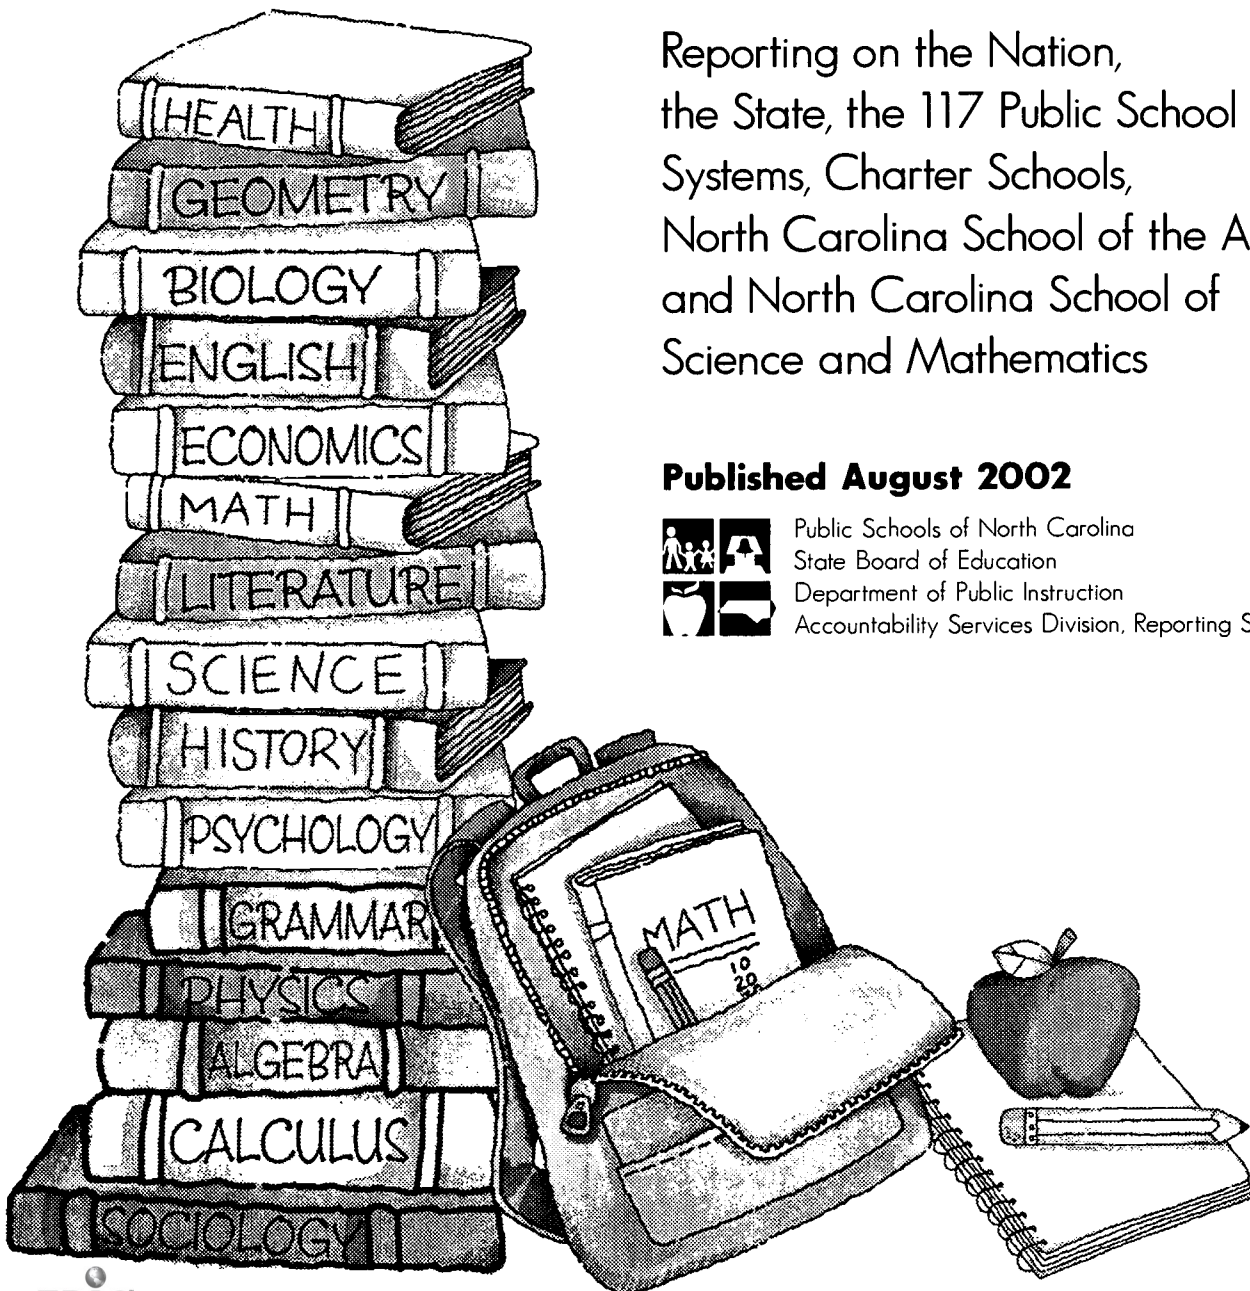 Reporting on the Nation,
the State, the 117 Public School
Systems, Charter Schools,
North Carolina School of the
and North Carolina School of
Science and Mathematics
Published August 2002
Public Schools of North Carolina
State Board of Education
Department of Public Instruction
Accountability Services Division, Reporting
HEALTH
GEOMETRY
BIOLOGY
ENGLISH
ECONOMICS
MATH
LITERATURE
SCIENCE
HISTORY
PSYCHOLOGY
GRAMMAR
PHYSICS
ALGEBRA
CALCULUS
SOCIOLOGY
MATH
10
20